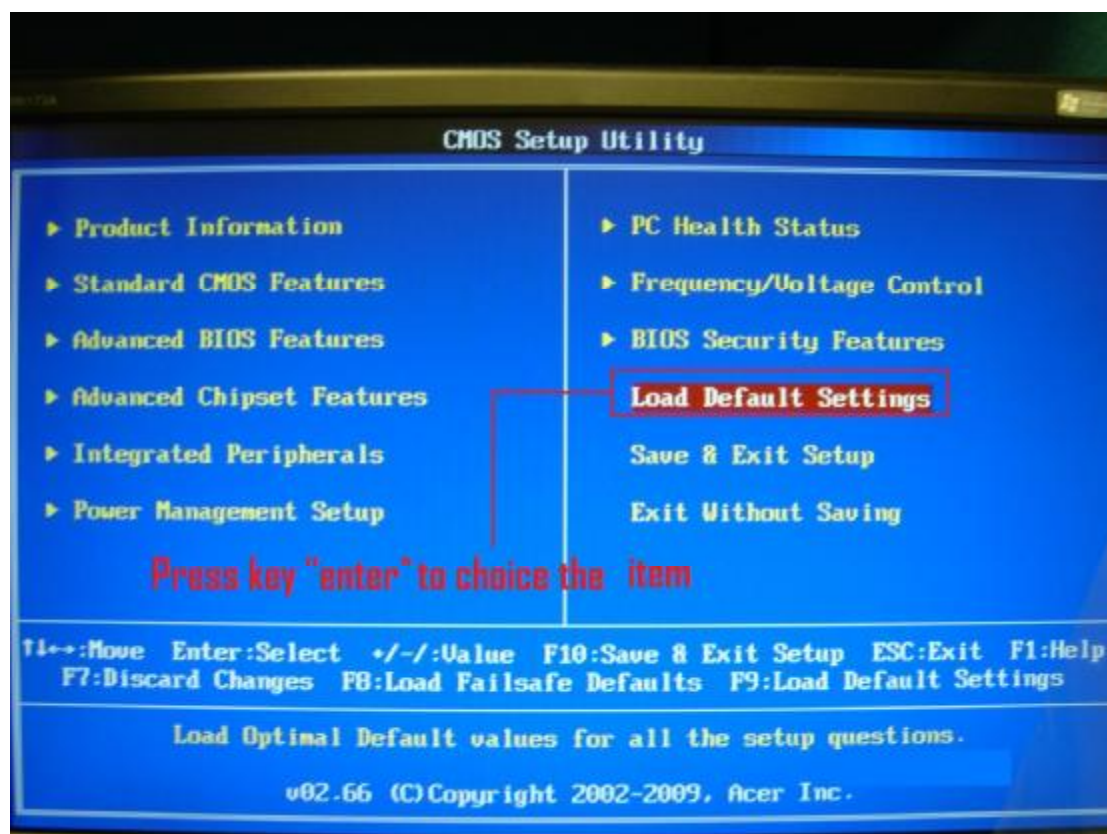 CMOS Setup Utility
▶ Product Information
▶ Standard CMOS Features
▶ Advanced BIOS Features
▶ Advanced Chipset Features
▶ Integrated Peripherals
▶ Power Management Setup
▶ PC Health Status
▶ Frequency/Voltage Control
▶ BIOS Security Features
Load Default Settings
Save & Exit Setup
Exit Without Saving
Press key "enter" to choice the item
↑↓←→:Move Enter:Select +/-/:Value F10:Save & Exit Setup ESC:Exit F1:Help
F7:Discard Changes F8:Load Failsafe Defaults F9:Load Default Settings
Load Optimal Default values for all the setup questions.
v02.66 (C)Copyright 2002-2009, Acer Inc.